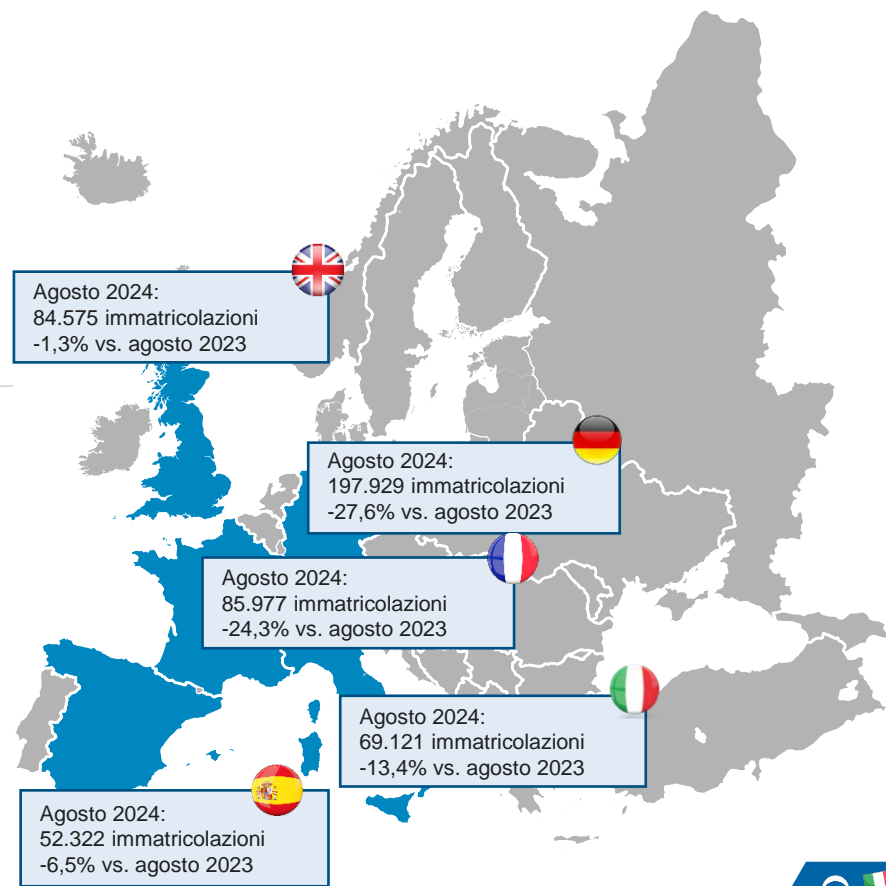 Agosto 2024:
84.575 immatricolazioni
-1,3% vs. agosto 2023
Agosto 2024:
197.929 immatricolazioni
-27,6% vs. agosto 2023
Agosto 2024:
85.977 immatricolazioni
-24,3% vs. agosto 2023
Agosto 2024:
69.121 immatricolazioni
-13,4% vs. agosto 2023
Agosto 2024:
52.322 immatricolazioni
-6,5% vs. agosto 2023